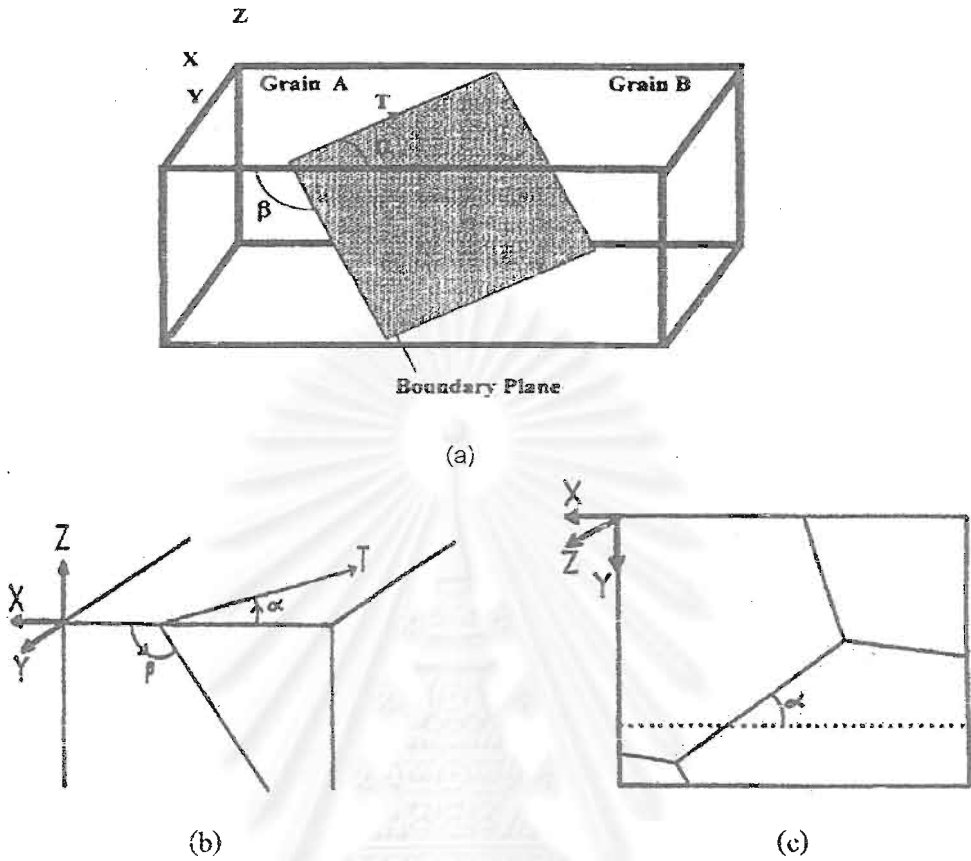 Z
X
Grain A
Grain B
Y
T
α
β
Boundary Plane
(a)
Z
T
X
α
Y
β
X
Z
Y
α
(b)
(c)